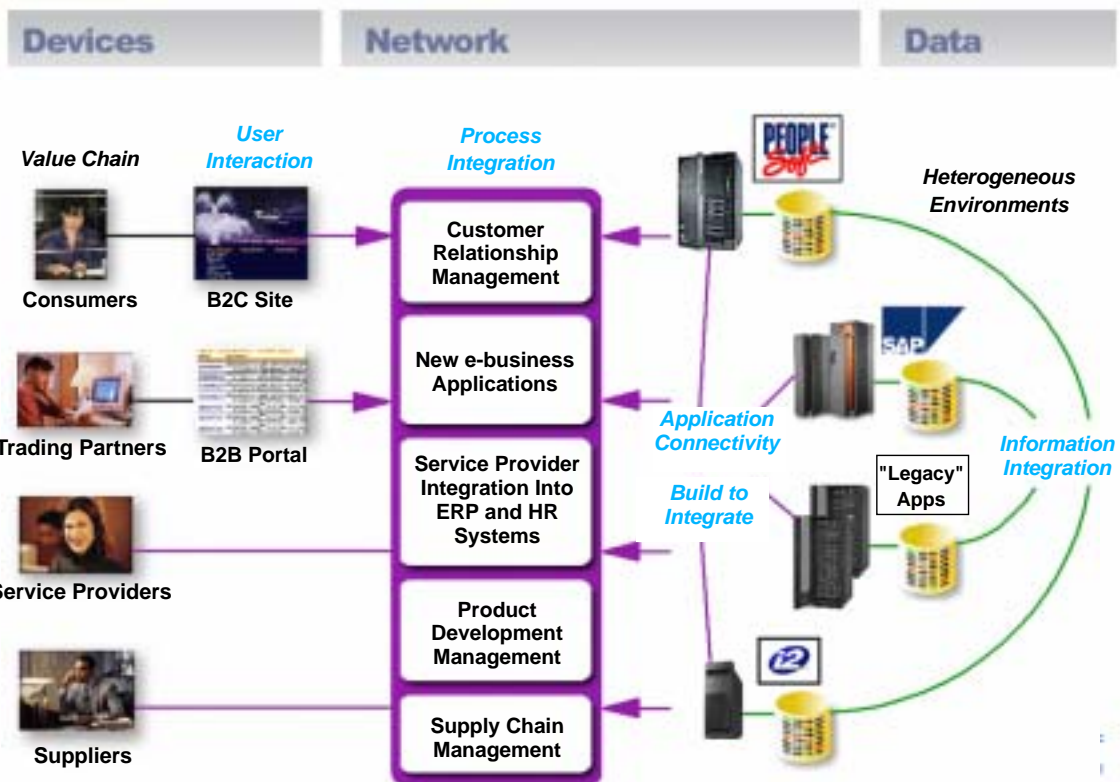 Devices
Network
Data
Value Chain
User
Interaction
Process
Integration
PEOPLE
Soft
Heterogeneous
Environments
Customer
Relationship
Management
Consumers
B2C Site
SAP
New e-business
Applications
Trading Partners
B2B Portal
Application
Connectivity
Information
Integration
Service Provider
Integration Into
ERP and HR
Systems
"Legacy"
Apps
Build to
Integrate
Service Providers
Product
Development
Management
i2
Supply Chain
Management
Suppliers